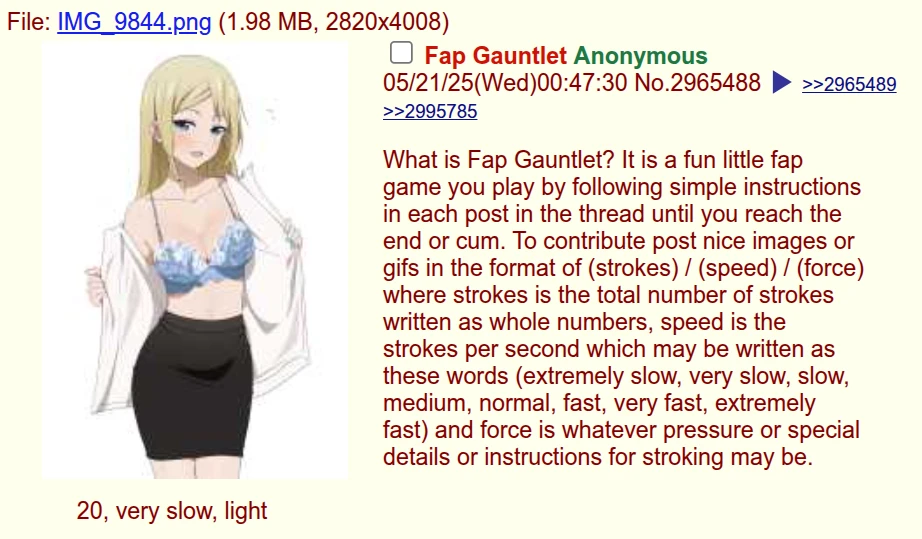 File: IMG_9844.png (1.98 MB, 2820x4008)
Fap Gauntlet Anonymous
05/21/25(Wed)00:47:30 No.2965488 ▶ >>2965489
>>2995785
What is Fap Gauntlet? It is a fun little fap
game you play by following simple instructions
in each post in the thread until you reach the
end or cum. To contribute post nice images or
gifs in the format of (strokes) / (speed) / (force)
where strokes is the total number of strokes
written as whole numbers, speed is the
strokes per second which may be written as
these words (extremely slow, very slow, slow,
medium, normal, fast, very fast, extremely
fast) and force is whatever pressure or special
details or instructions for stroking may be.
20, very slow, light